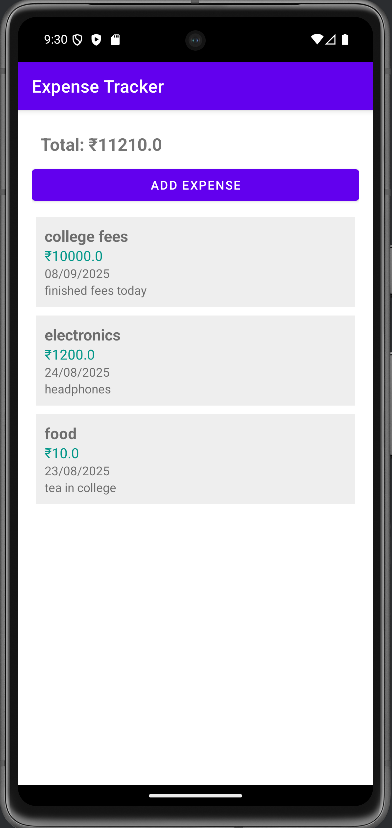 9:30
Expense Tracker
Total: ₹11210.0
ADD EXPENSE
college fees
₹10000.0
08/09/2025
finished fees today
electronics
₹1200.0
24/08/2025
headphones
food
₹10.0
23/08/2025
tea in college